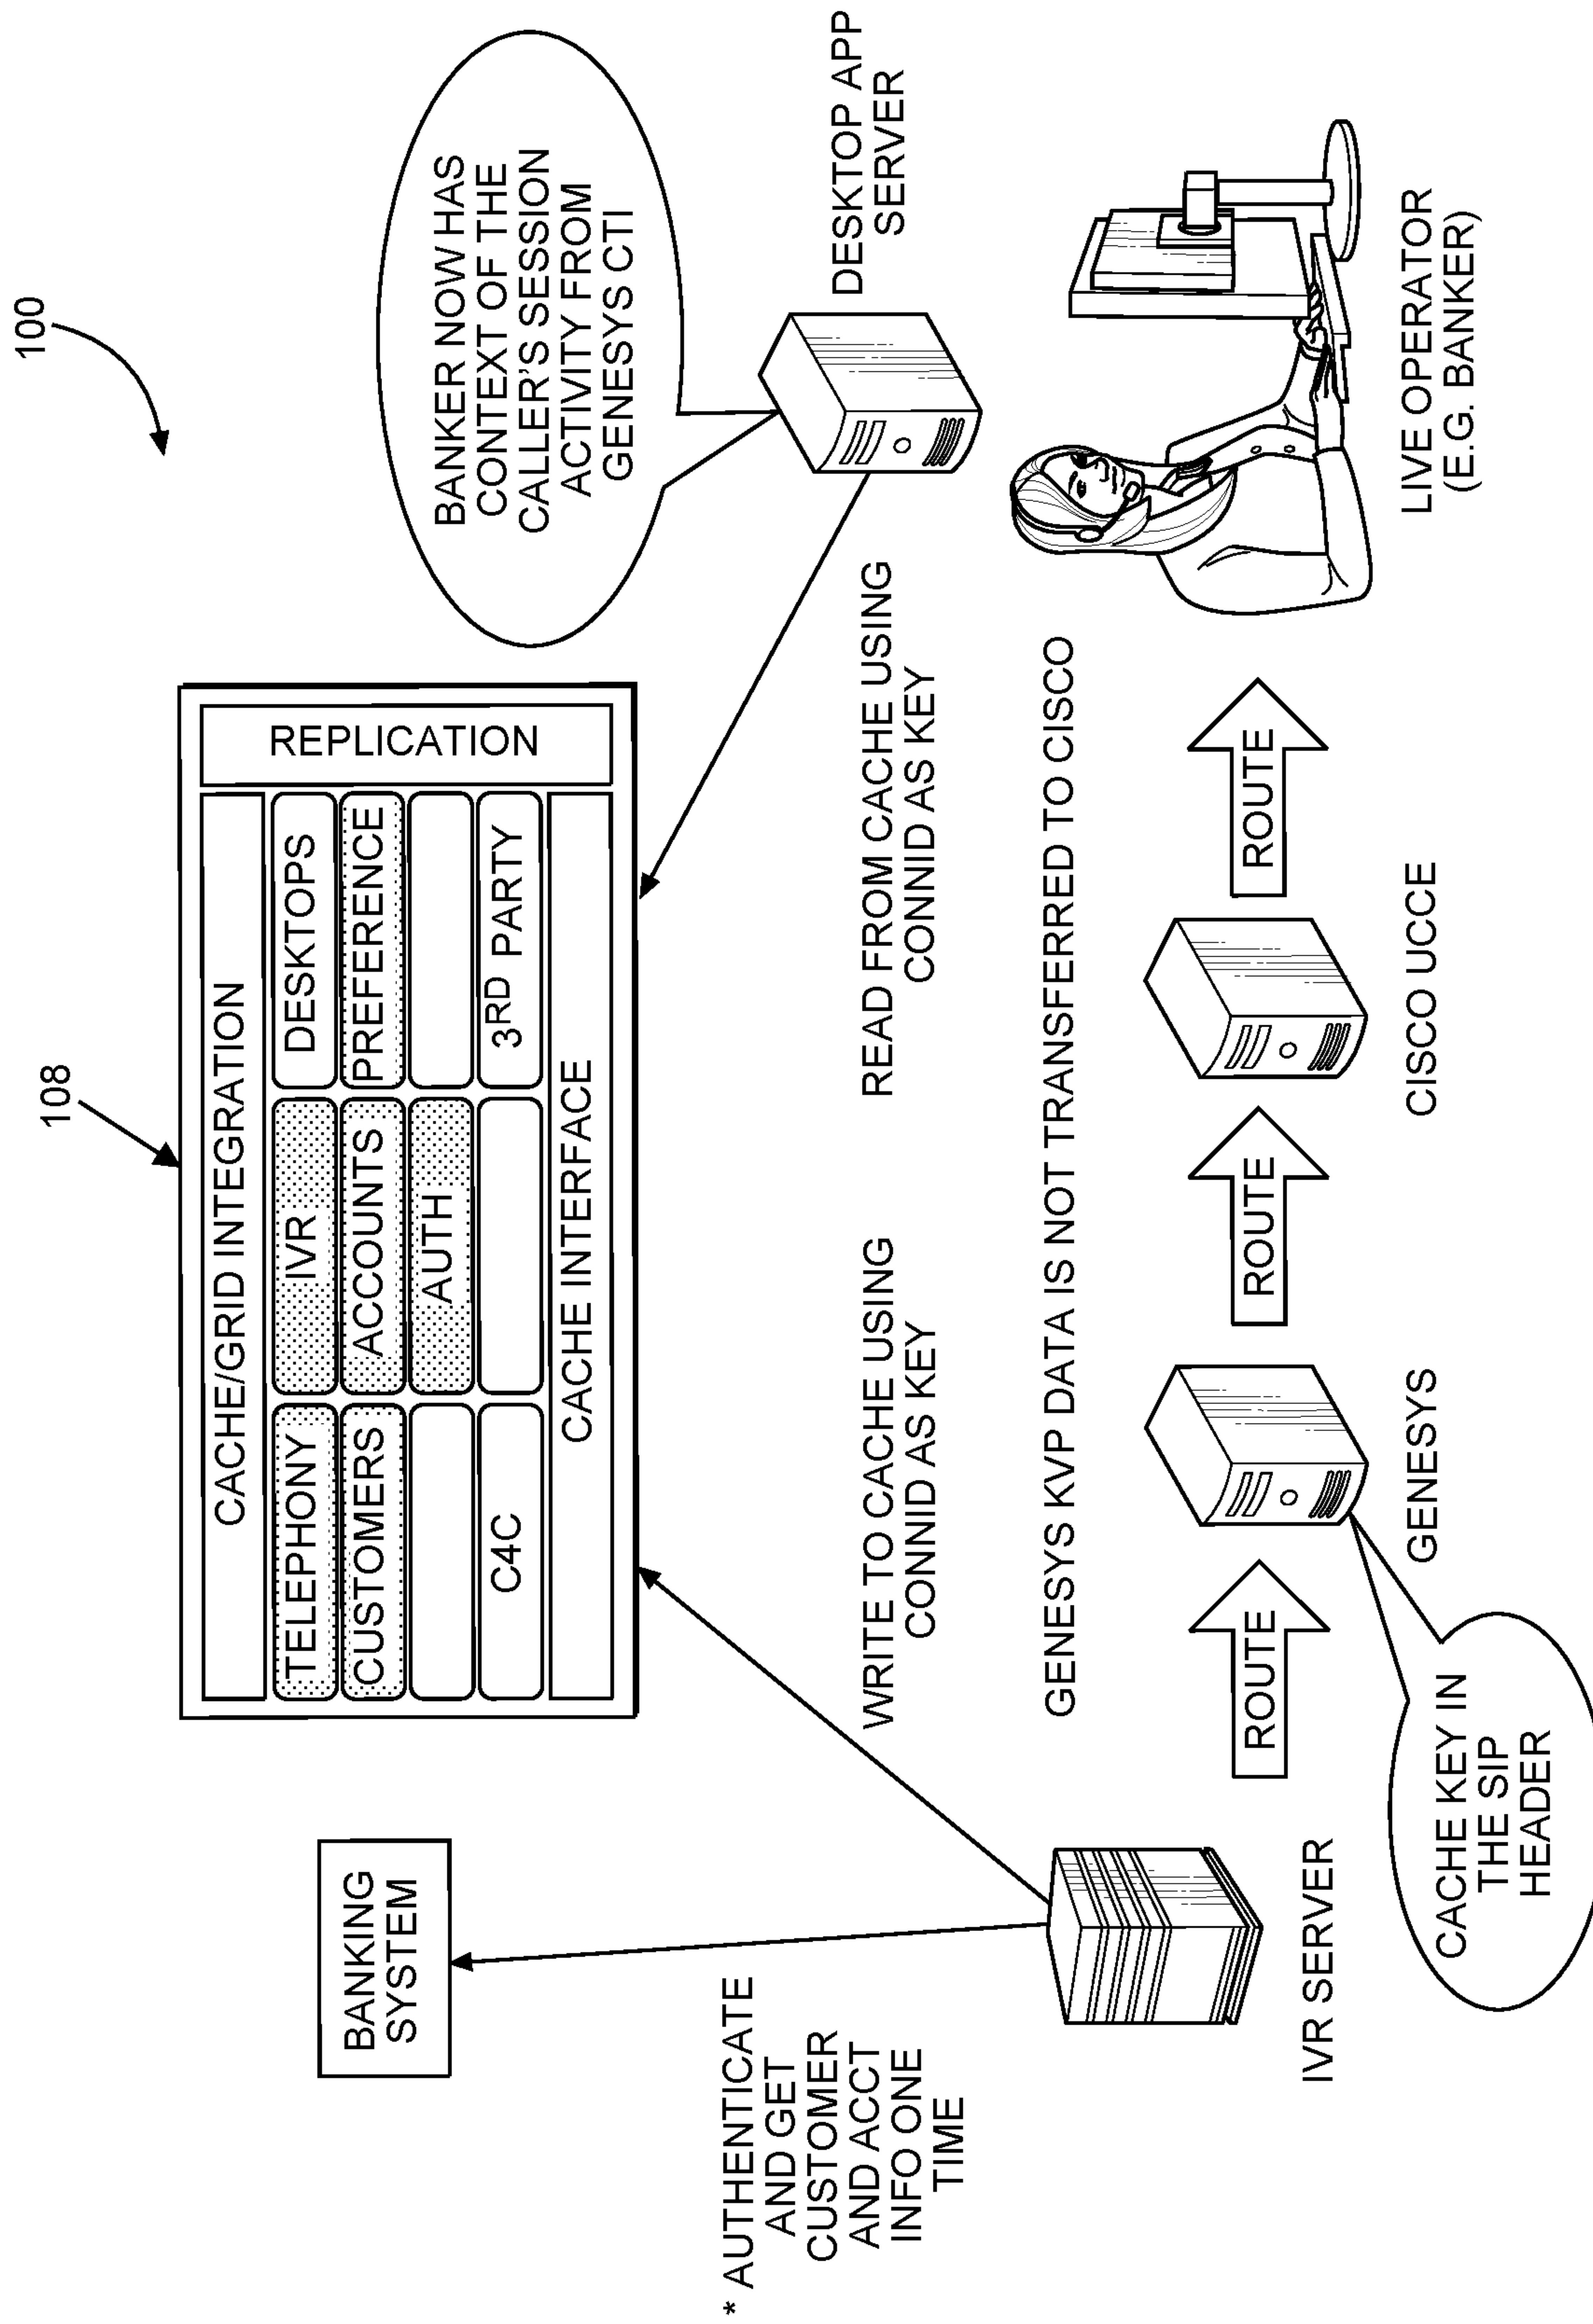 100
108
BANKING
SYSTEM
CACHE/GRID INTEGRATION
TELEPHONY
IVR
DESKTOPS
CUSTOMERS
ACCOUNTS
PREFERENCE
AUTH
C4C
3RD PARTY
CACHE INTERFACE
REPLICATION
BANKER NOW HAS
CONTEXT OF THE
CALLER'S SESSION
ACTIVITY FROM
GENESYS CTI
* AUTHENTICATE
AND GET
CUSTOMER
AND ACCT
INFO ONE
TIME
WRITE TO CACHE USING
CONNID AS KEY
READ FROM CACHE USING
CONNID AS KEY
DESKTOP APP
SERVER
GENESYS KVP DATA IS NOT TRANSFERRED TO CISCO
ROUTE
ROUTE
ROUTE
IVR SERVER
GENESYS
CISCO UCCE
LIVE OPERATOR
(E.G. BANKER)
CACHE KEY IN
THE SIP
HEADER